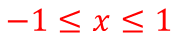 −1 ≤ x ≤ 1